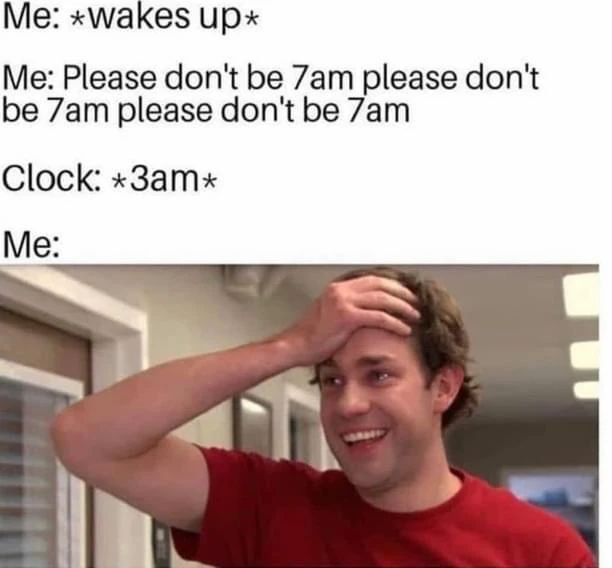 Me: *wakes up*
Me: Please don't be 7am please don't
be 7am please don't be 7am
Clock: *3am*
Me: